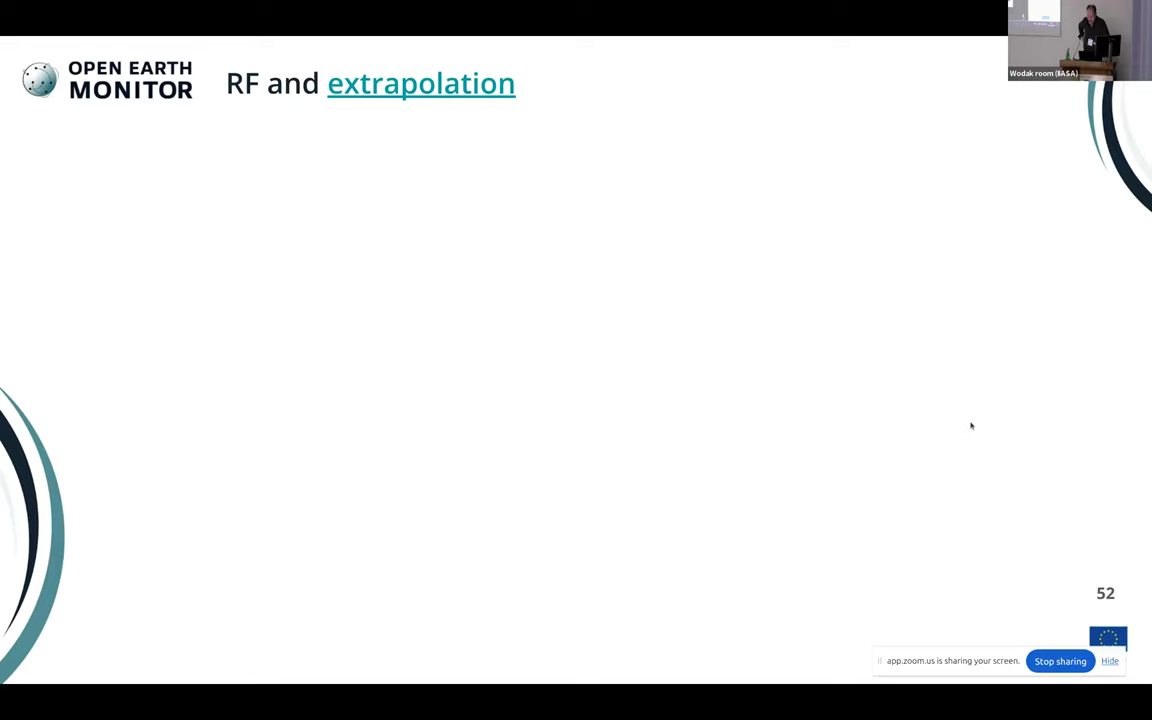 Wodak room (IIASA)
OPEN EARTH
MONITOR
RF and extrapolation
52
app.zoom.us is sharing your screen.
Stop sharing
Hide